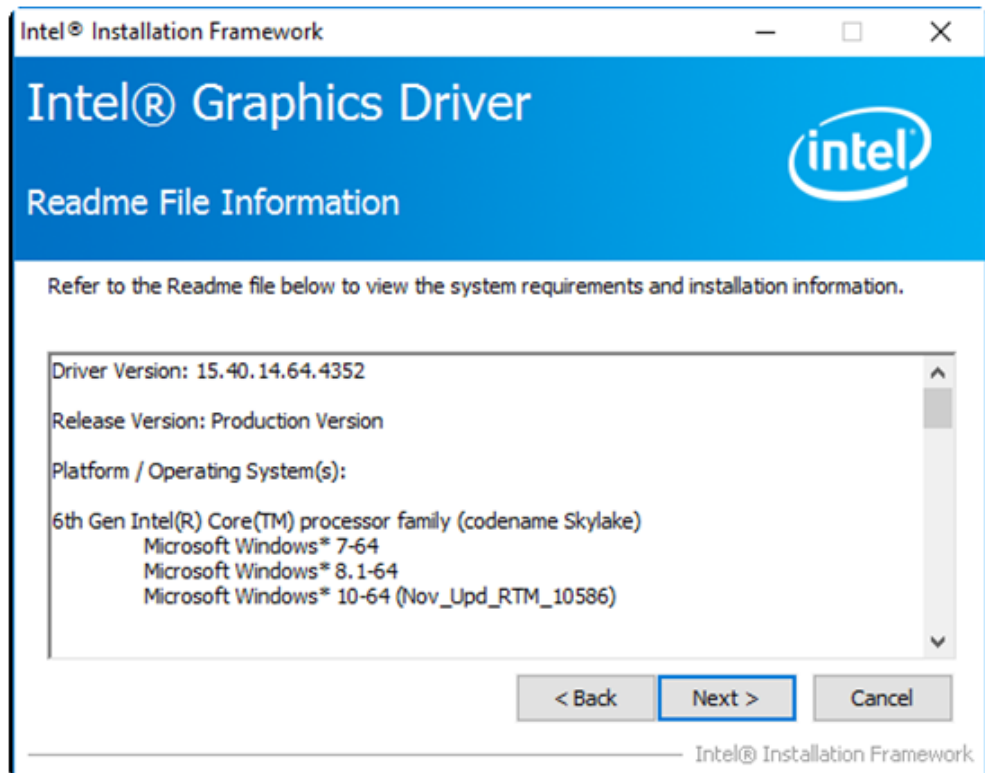 Intel® Installation Framework
Intel® Graphics Driver
intel
Readme File Information
Refer to the Readme file below to view the system requirements and installation information.
Driver Version: 15.40.14.64.4352
Release Version: Production Version
Platform / Operating System(s):
6th Gen Intel(R) Core(TM) processor family (codename Skylake)
Microsoft Windows* 7-64
Microsoft Windows* 8.1-64
Microsoft Windows* 10-64 (Nov_Upd_RTM_10586)
< Back Next > Cancel
Intel® Installation Framework